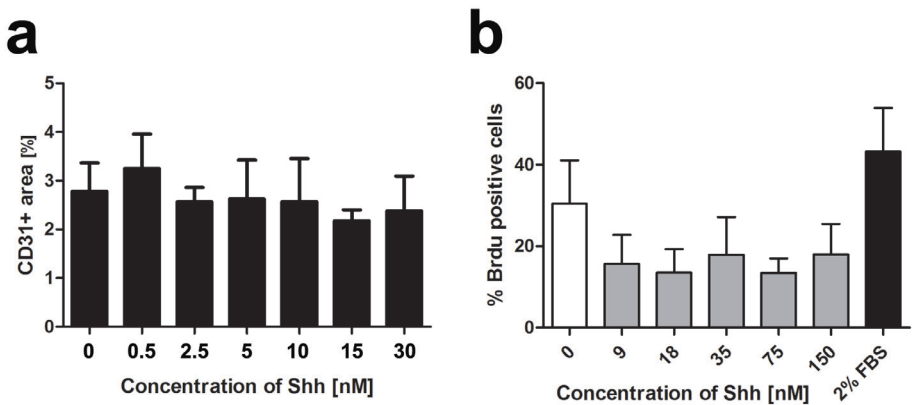 a
CD31+ area [%]
5
4
3
2
1
0
0 0.5 2.5 5 10 15 30
Concentration of Shh [nM]
b
% Brdu positive cells
60
40
20
0
0 9 18 35 75 150 2% FBS
Concentration of Shh [nM]